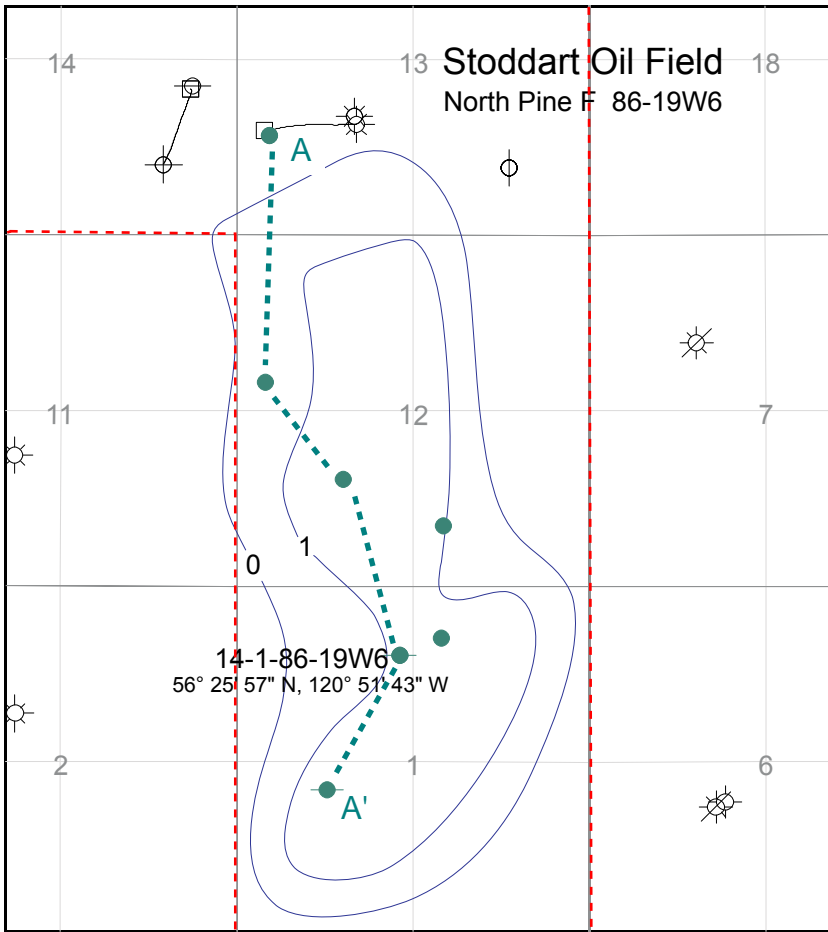 Stoddart Oil Field
North Pine F 86-19W6
14
13
18
A
11
12
7
0
1
14-1-86-19W6
56° 25' 57" N, 120° 51' 43" W
2
1
6
A'